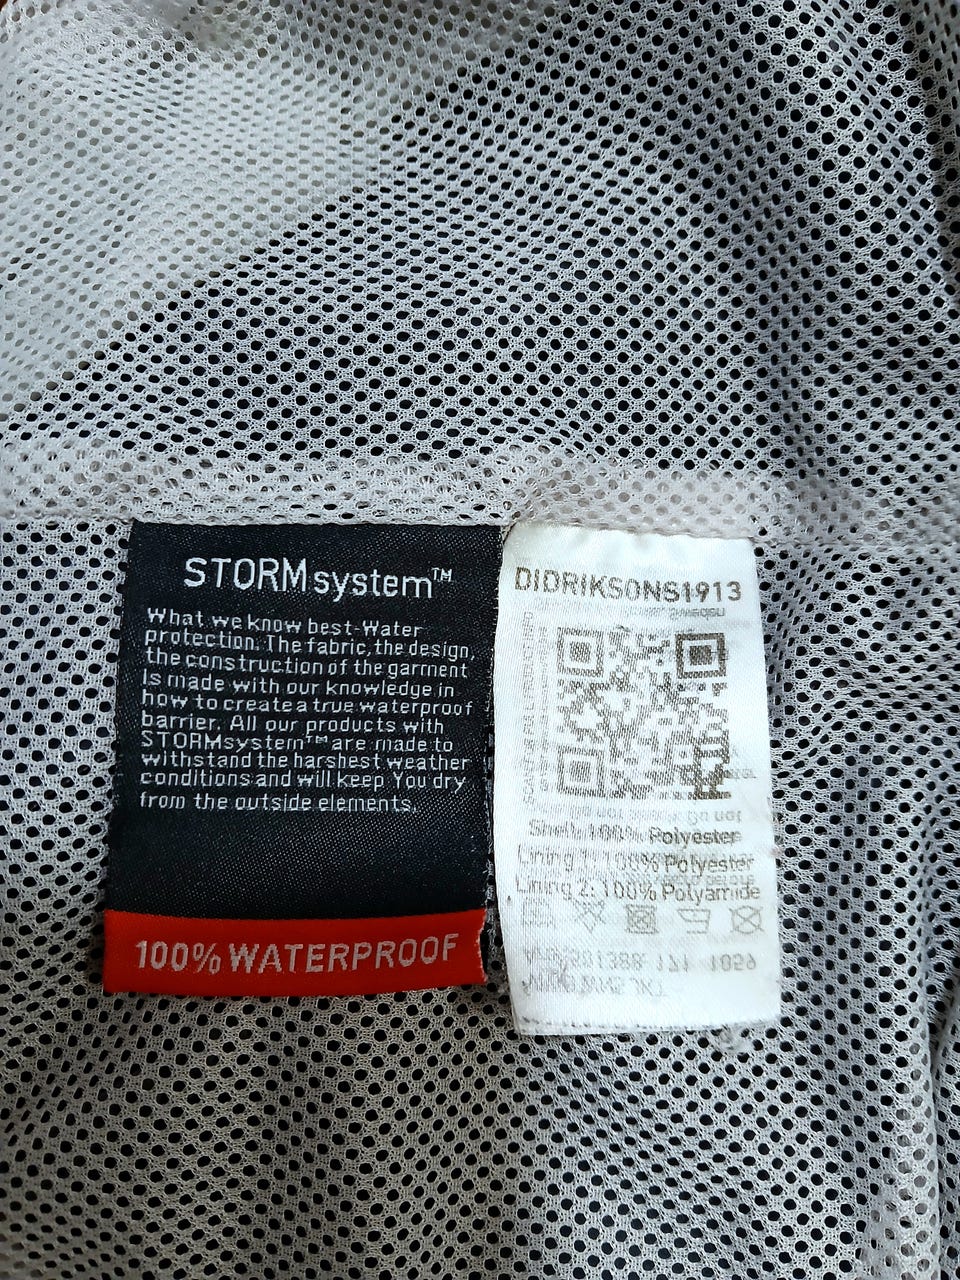 STORMsystem™
What we know best-Water
protection. The fabric, the design,
the construction of the garment
Is made with our knowledge in
how to create a true waterproof
barrier. All our products with
STORMsystem™ are made to
withstand the harshest weather
conditions and will keep You dry
from the outside elements.
100% WATERPROOF
DIDRIKSONS1913
Shell: 100% Polyester
Lining 1: 100% Polyester
Lining 2: 100% Polyamide